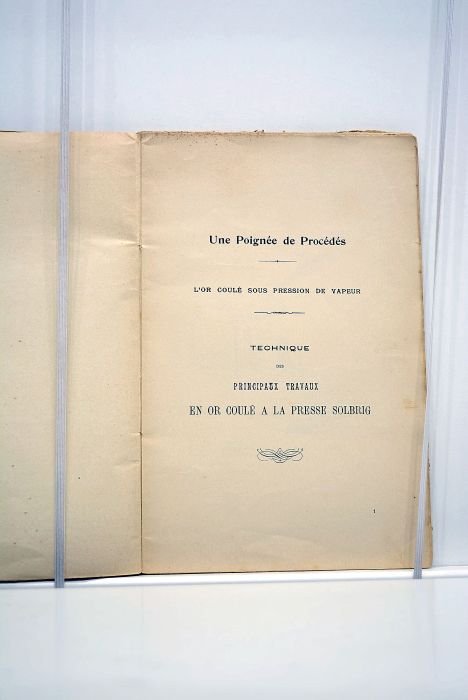 Une Poignée de Procédés
L'OR COULÉ SOUS PRESSION DE VAPEUR
TECHNIQUE
DES
PRINCIPAUX TRAVAUX
EN OR COULÉ A LA PRESSE SOLBRIG
1